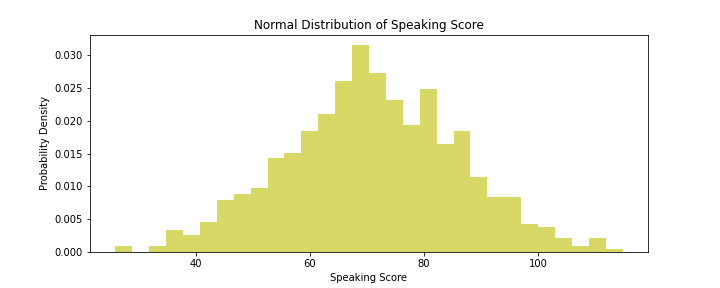 Normal Distribution of Speaking Score
Probability Density
0.030
0.025
0.020
0.015
0.010
0.005
0.000
40 60 80 100
Speaking Score